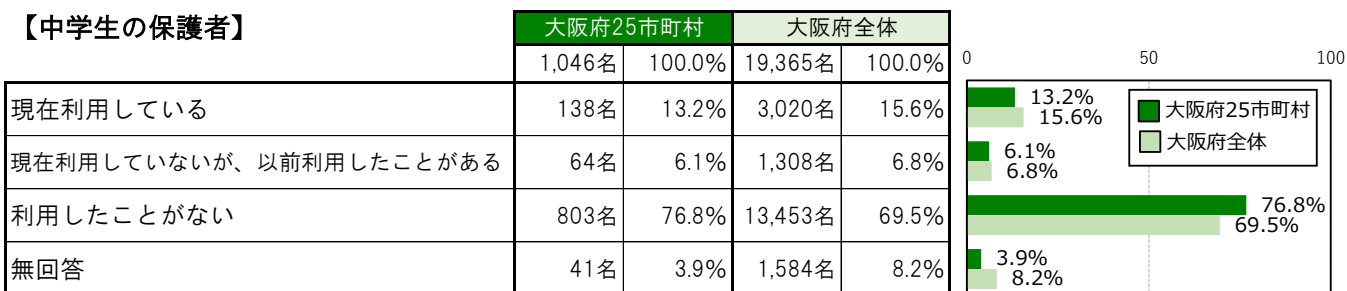 【中学生の保護者】
大阪府25市町村 大阪府全体
1,046名 100.0% 19,365名 100.0%
現在利用している 138名 13.2% 3,020名 15.6%
現在利用していないが、以前利用したことがある 64名 6.1% 1,308名 6.8%
利用したことがない 803名 76.8% 13,453名 69.5%
無回答 41名 3.9% 1,584名 8.2%
0 50 100
13.2%
15.6%
6.1%
6.8%
76.8%
69.5%
3.9%
8.2%
大阪府25市町村
大阪府全体